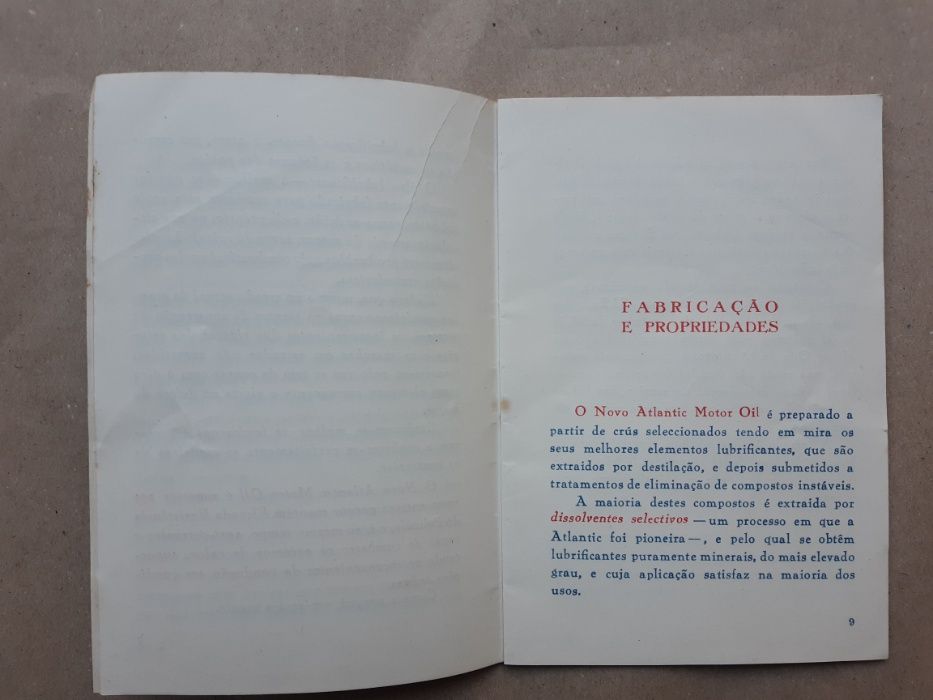 FABRICAÇÃO
E PROPRIEDADES
O Novo Atlantic Motor Oil é preparado a
partir de crús seleccionados tendo em mira os
seus melhores elementos lubrificantes, que são
extraidos por destilação, e depois submetidos a
tratamentos de eliminação de compostos instáveis.
A maioria destes compostos é extraída por
dissolventes selectivos — um processo em que a
Atlantic foi pioneira —, e pelo qual se obtêm
lubrificantes puramente minerais, do mais elevado
grau, e cuja aplicação satisfaz na maioria dos
usos.
9